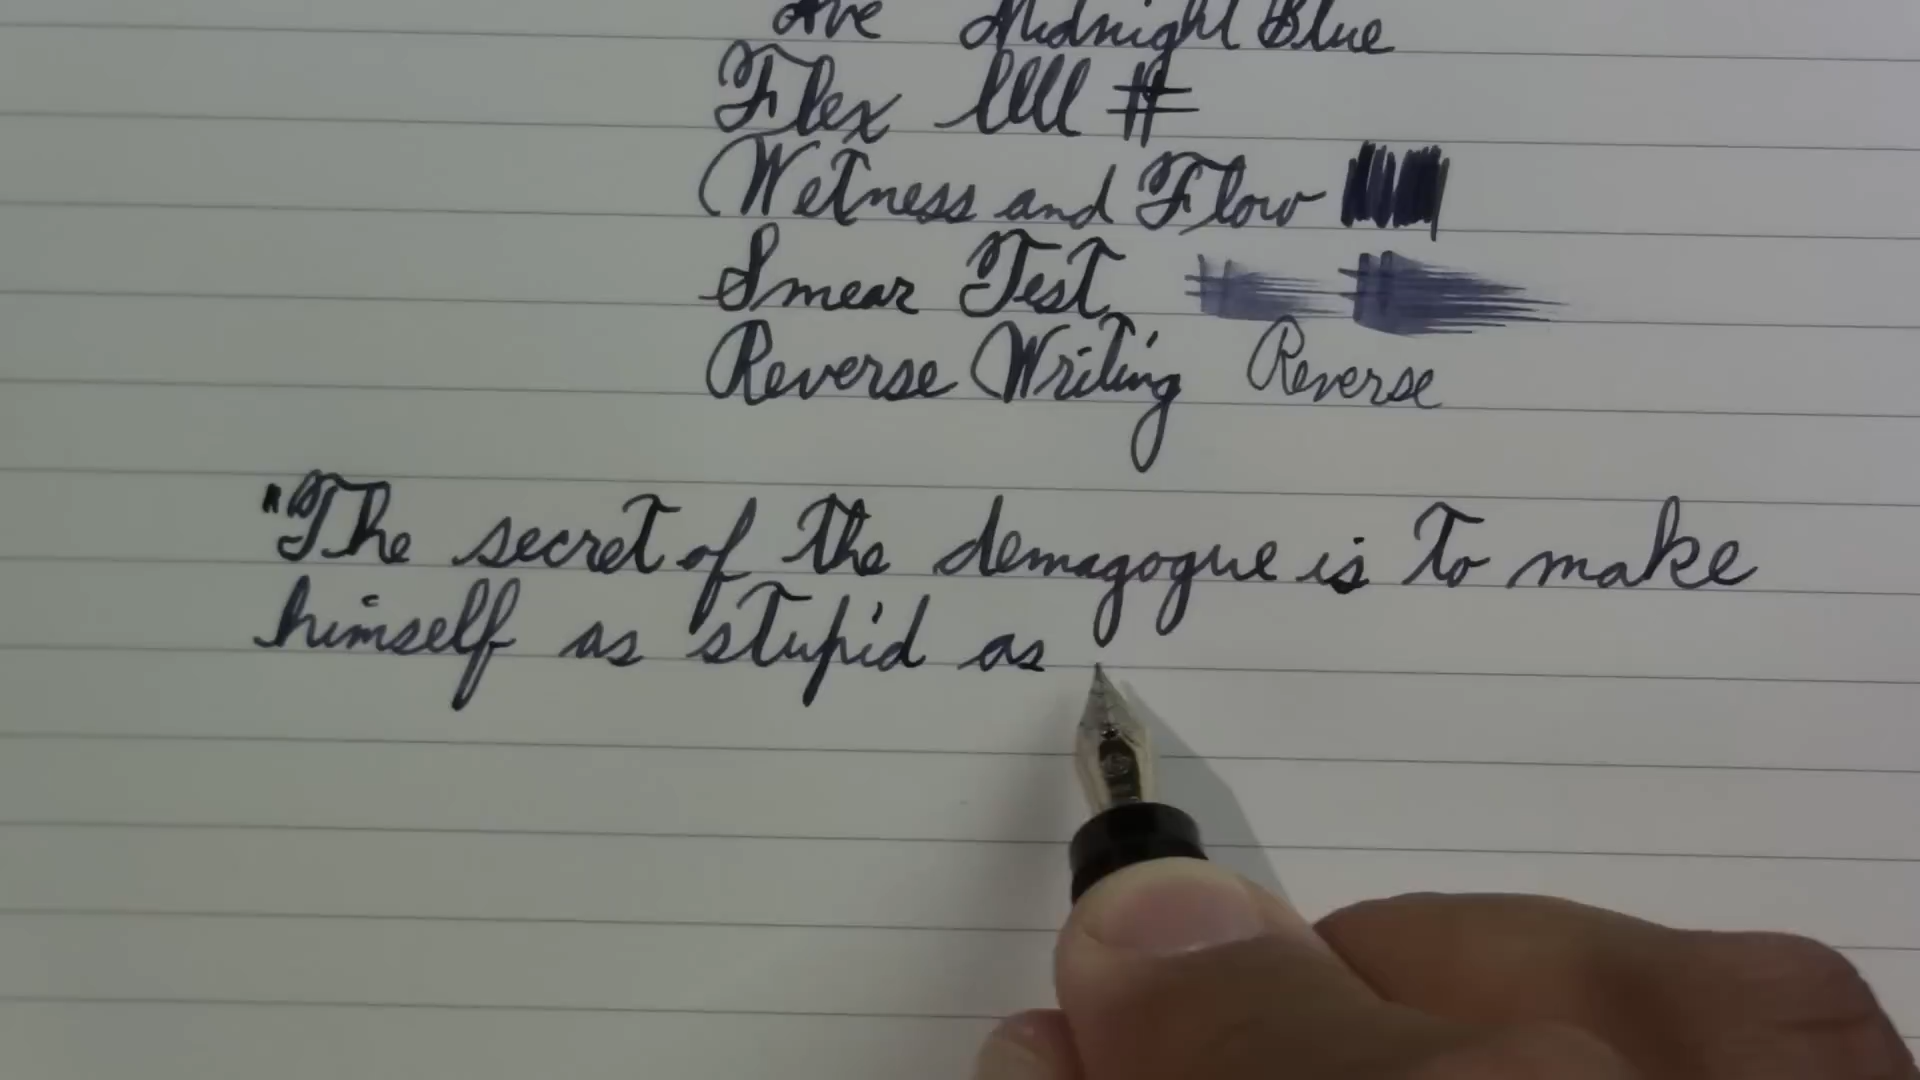 Midnight Blue
Flex llll #
Wetness and Flow
Smear Test
Reverse Writing Reverse
"The secret of the demagogue is to make
himself as stupid as